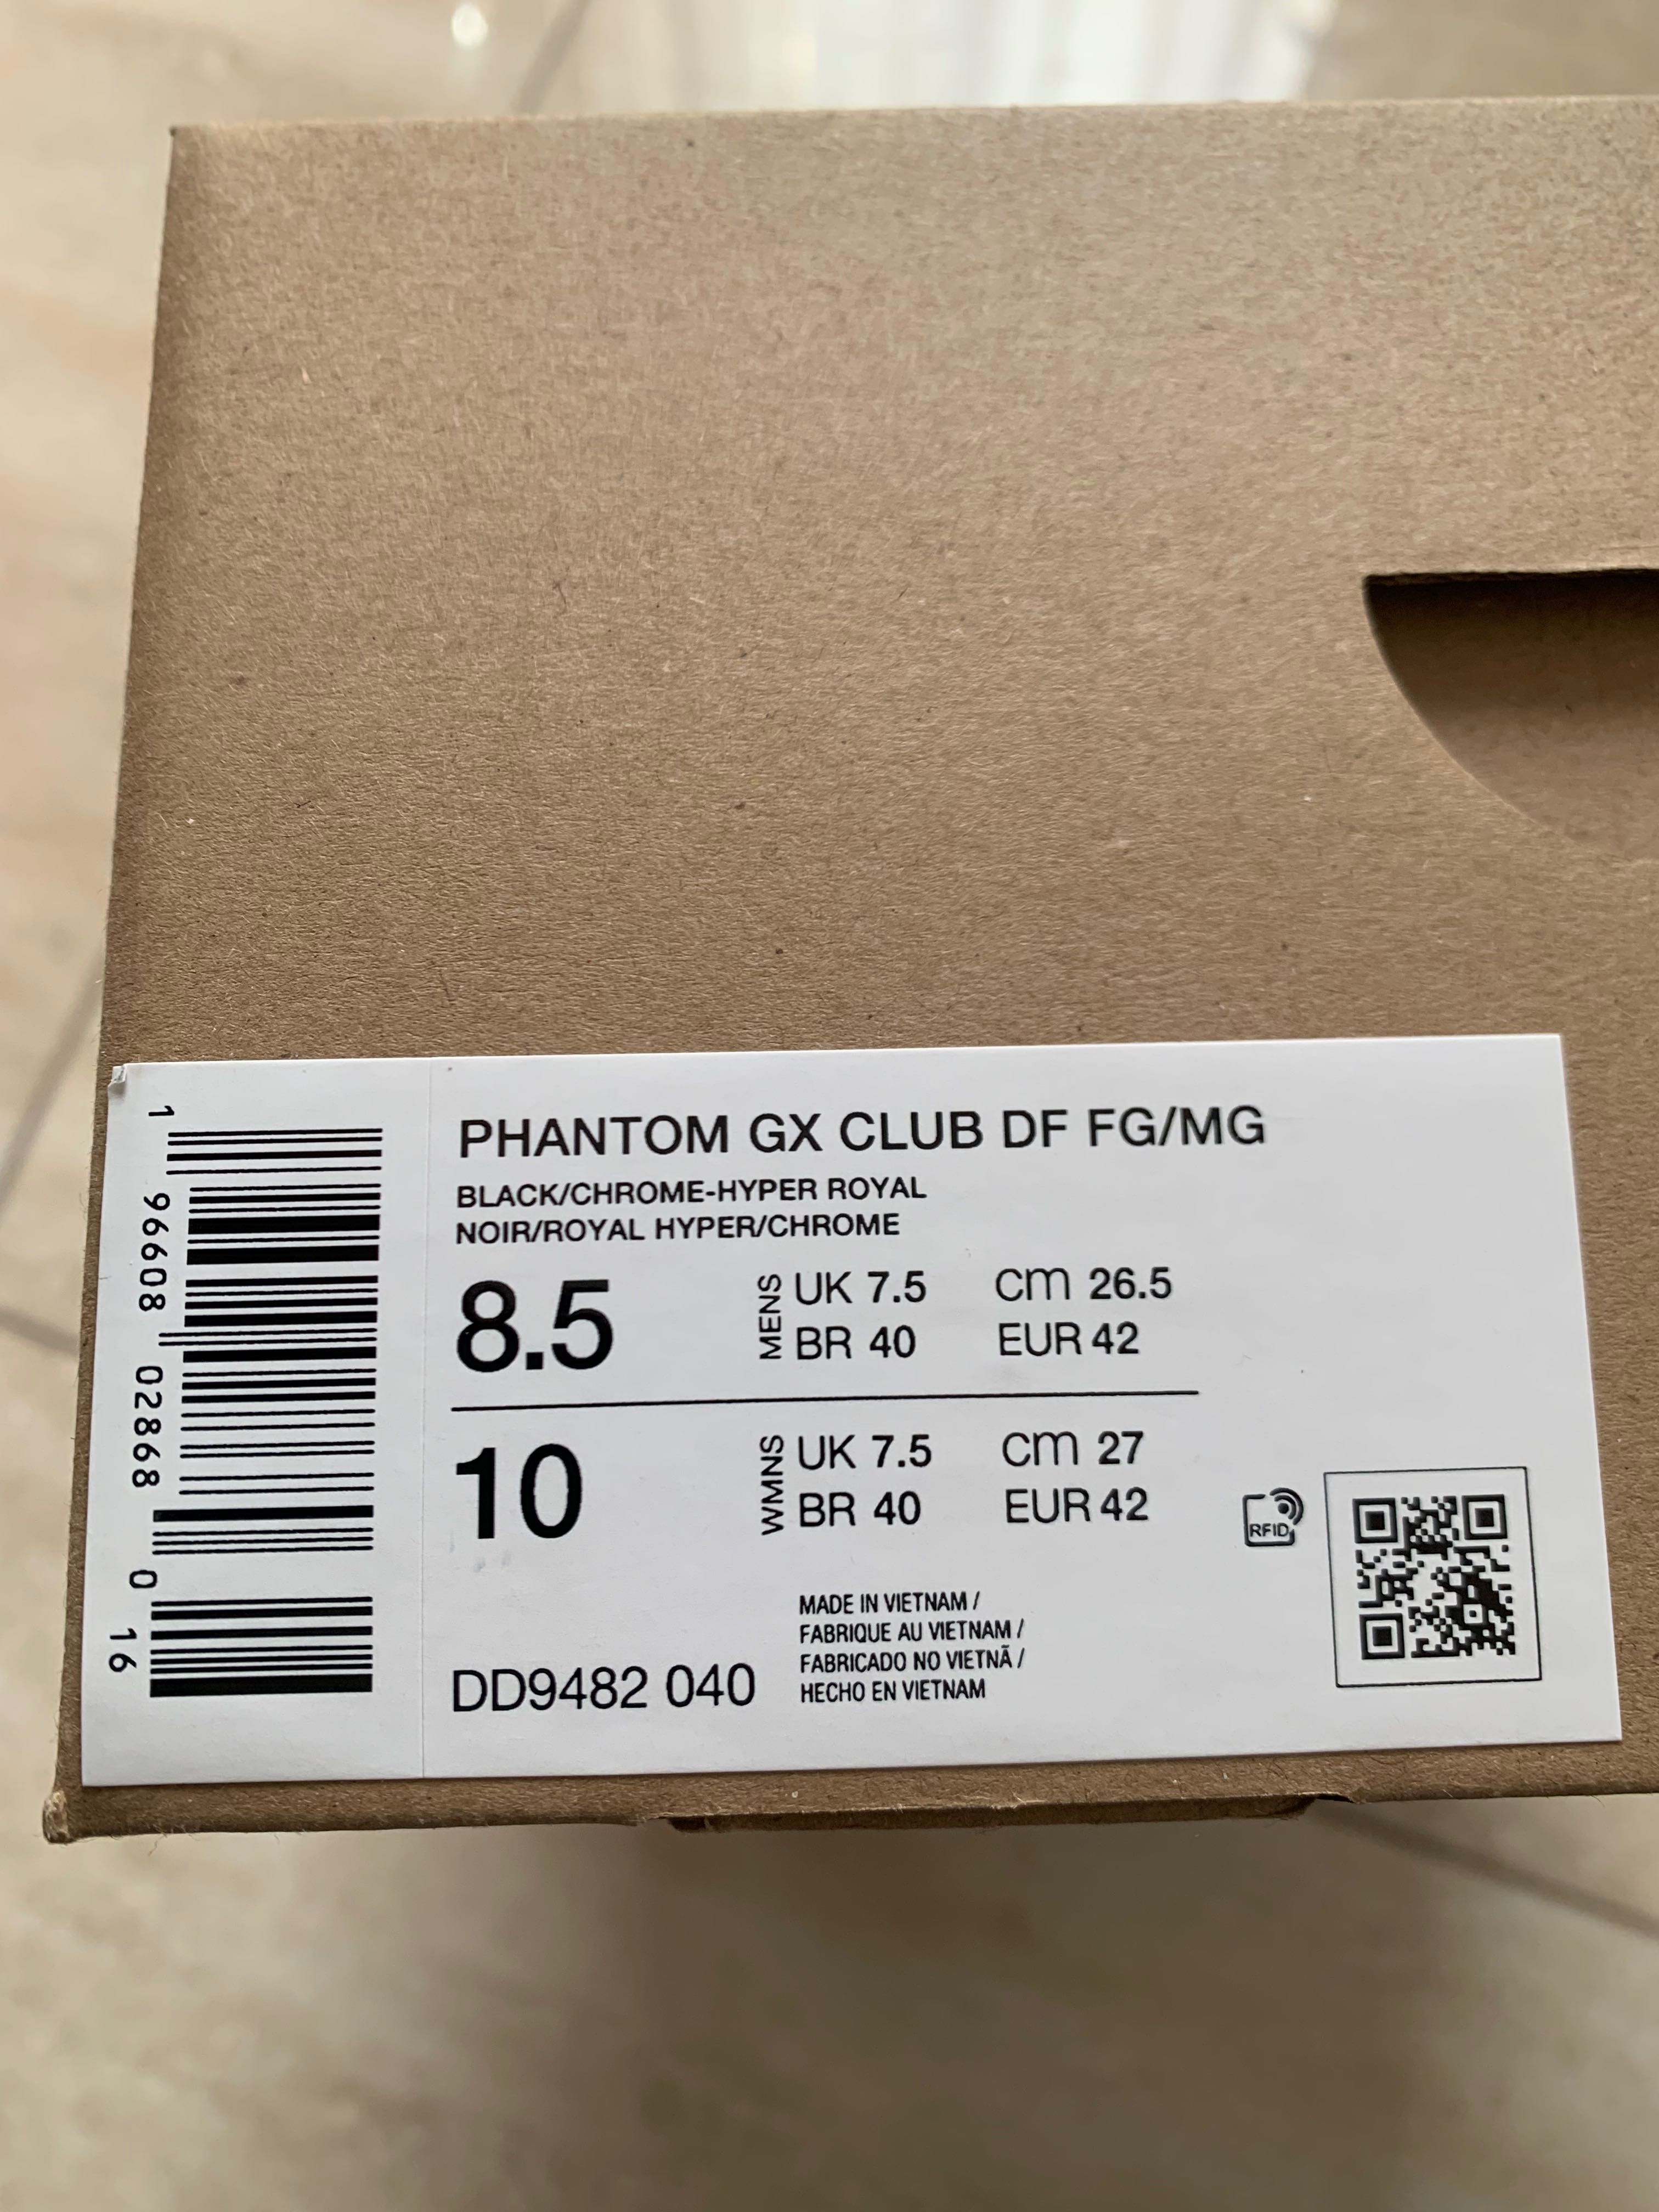 PHANTOM GX CLUB DF FG/MG
BLACK/CHROME-HYPER ROYAL
NOIR/ROYAL HYPER/CHROME
8.5 MENS UK 7.5 CM 26.5
BR 40 EUR 42
10 WMNS UK 7.5 CM 27
BR 40 EUR 42
RFID
MADE IN VIETNAM /
FABRIQUE AU VIETNAM /
FABRICADO NO VIETNÃ /
HECHO EN VIETNAM
DD9482 040
1 96608 02868 0 16